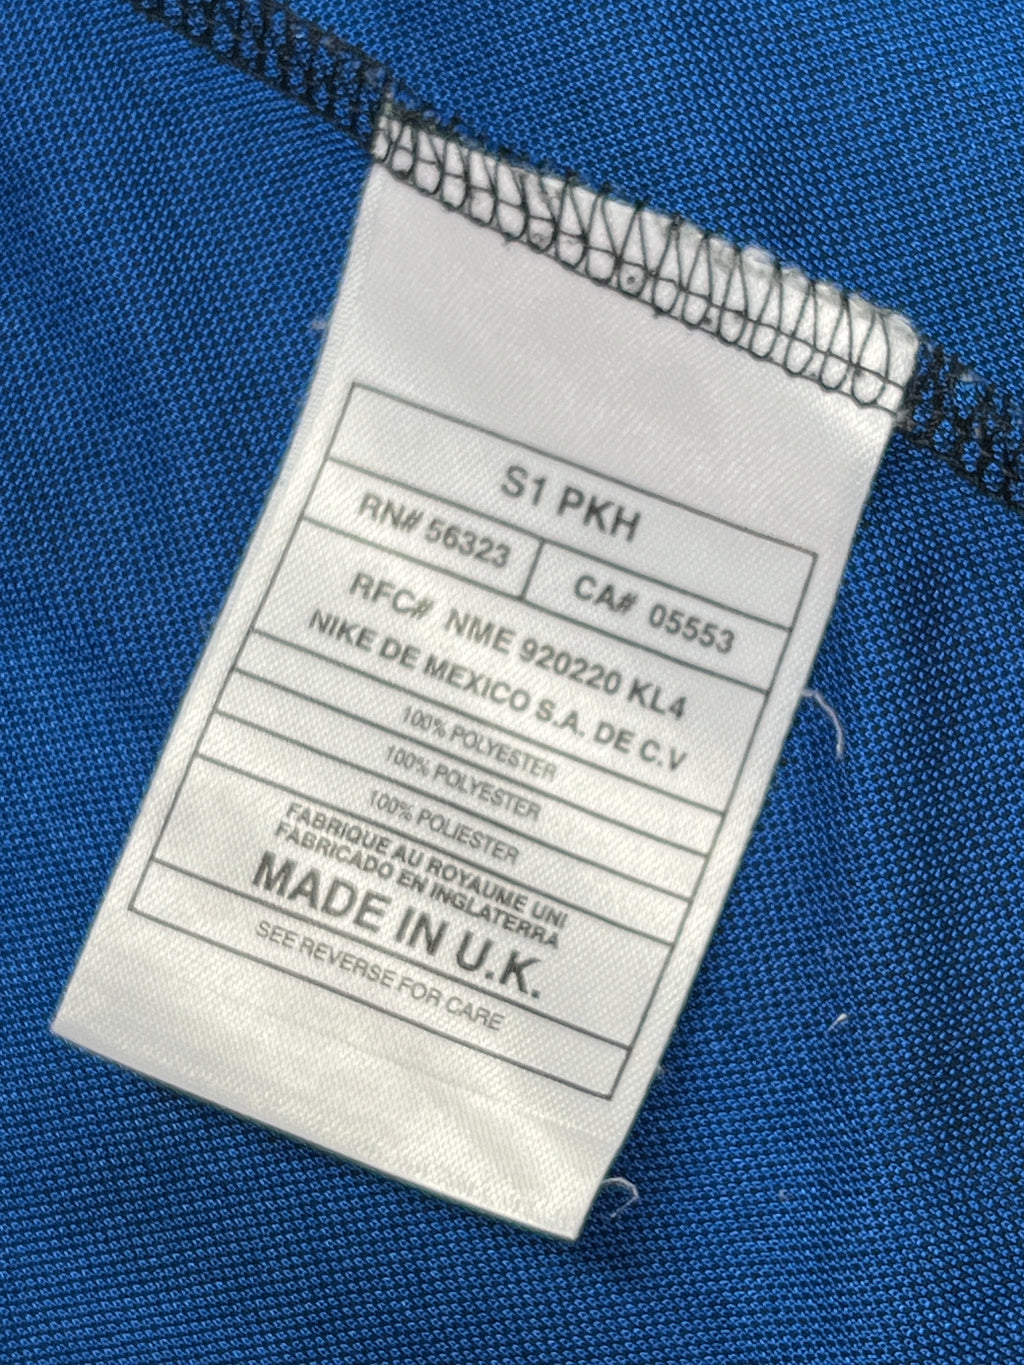 S1 PKH
RN# 56323 CA# 05553
RFC# NME 920220 KL4
NIKE DE MEXICO S.A. DE C.V
100% POLYESTER
100% POLYESTER
100% POLIESTER
FABRIQUE AU ROYAUME UNI
FABRICADO EN INGLATERRA
MADE IN U.K.
SEE REVERSE FOR CARE